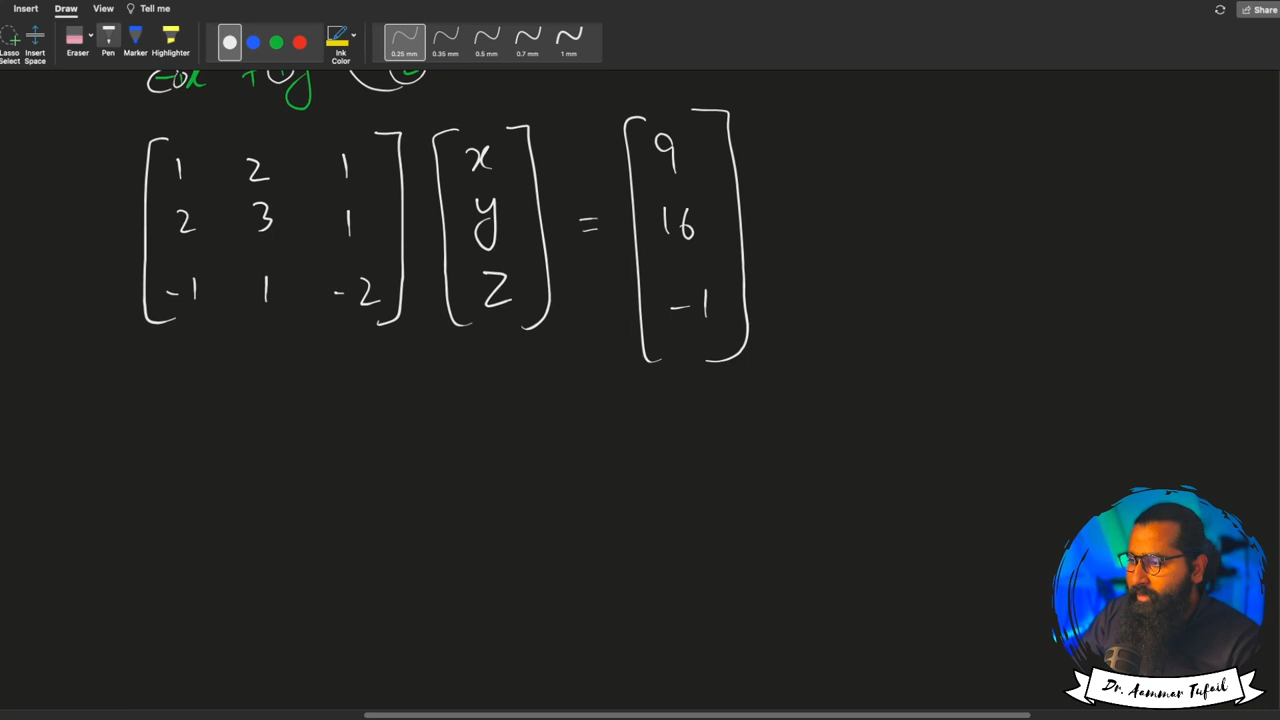 Insert Draw View Tell me
Share
Lasso Select Insert Space Eraser Pen Marker Highlighter Ink Color 0.25 mm 0.35 mm 0.5 mm 0.7 mm 1 mm
1 2 1 x 9
2 3 1 y = 16
-1 1 -2 z -1
Dr. Aammar Tufail